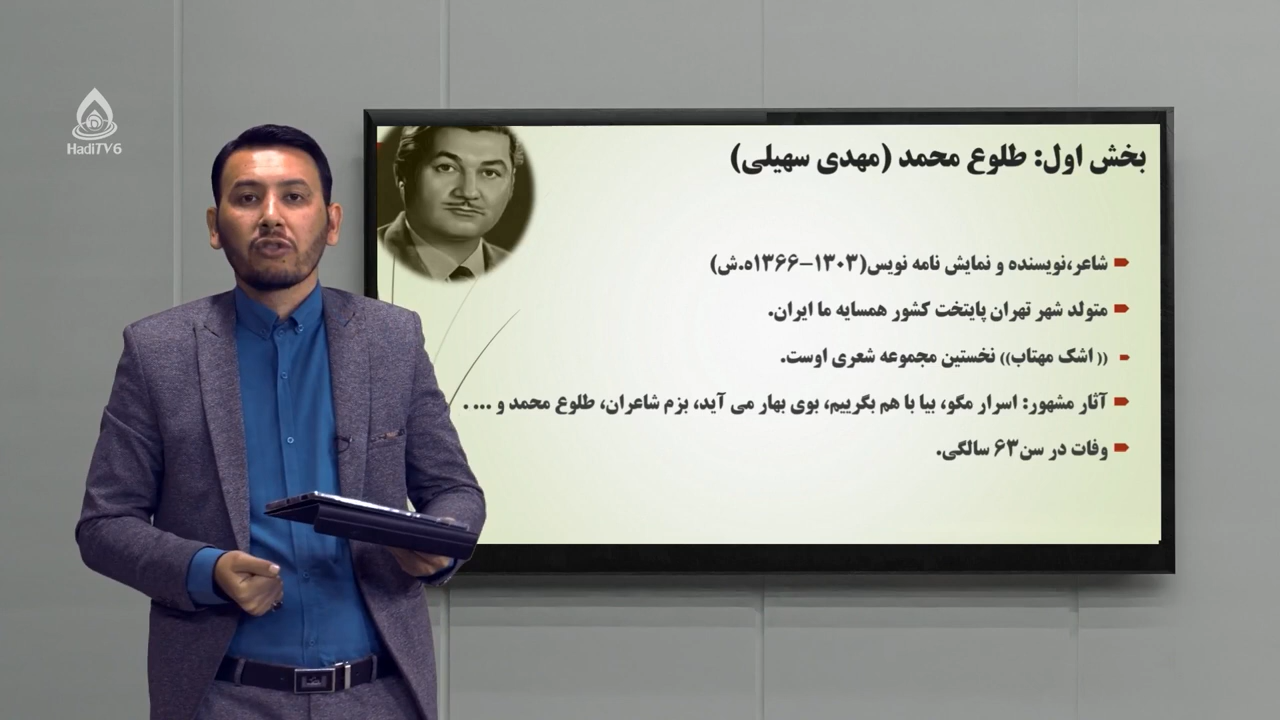 HadiTV6
بخش اول: طلوع محمد (مهدی سهیلی)
شاعر،نویسنده و نمایش نامه نویس(۱۳۰۳-۱۳۶۶ه.ش)
متولد شهر تهران پایتخت کشور همسایه ما ایران.
(( اشک مهتاب)) نخستین مجموعه شعری اوست.
آثار مشهور: اسرار مگو، بیا با هم بگرییم، بوی بهار می آید، بزم شاعران، طلوع محمد و ... .
وفات در سن۶۳ سالگی.